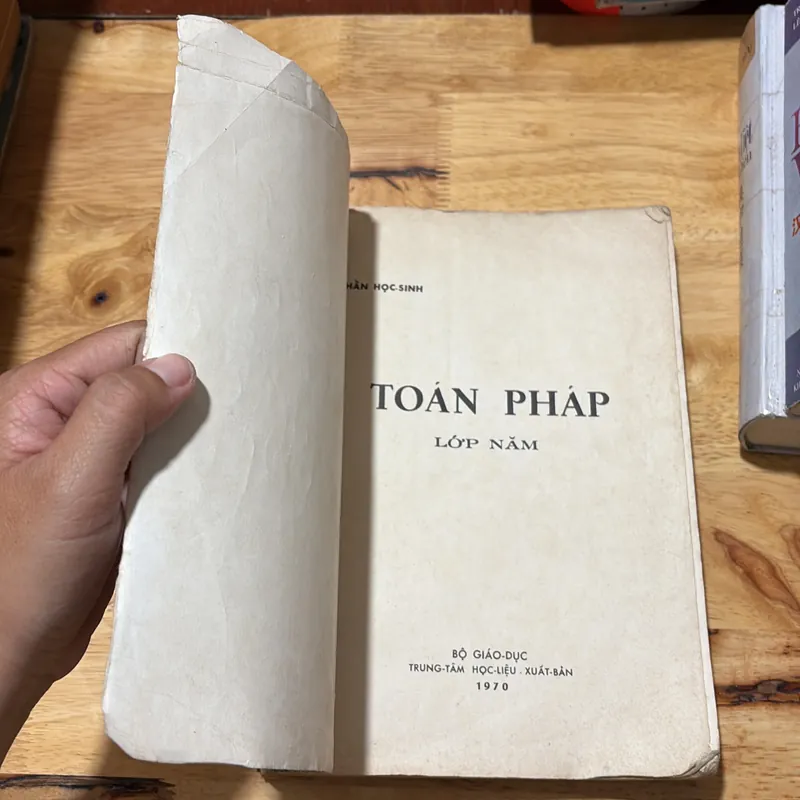 HẦN HỌC-SINH
TOÁN PHÁP
LỚP NĂM
BỘ GIÁO-DỤC
TRUNG-TÂM HỌC-LIỆU . XUẤT-BẢN
1970